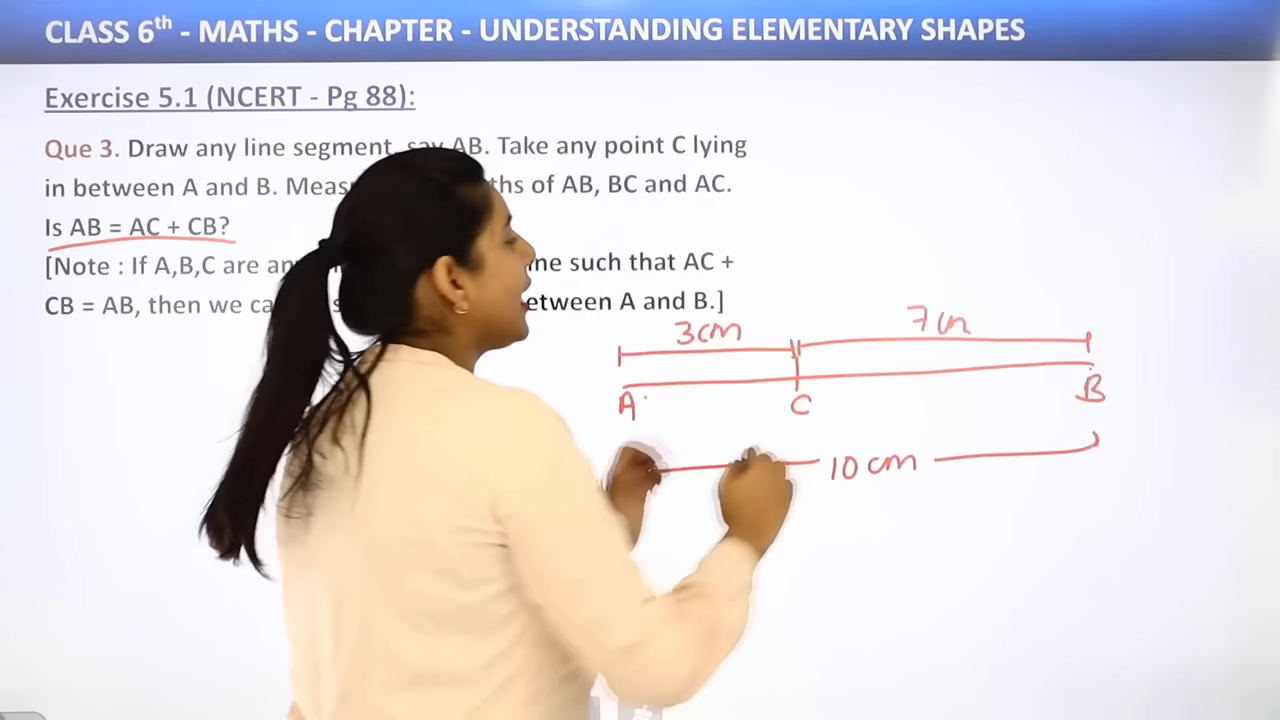 CLASS 6th - MATHS - CHAPTER - UNDERSTANDING ELEMENTARY SHAPES
Exercise 5.1 (NCERT - Pg 88):
Que 3. Draw any line segment, say AB. Take any point C lying
in between A and B. Meas ths of AB, BC and AC.
Is AB = AC + CB?
[Note : If A,B,C are an ne such that AC +
CB = AB, then we ca etween A and B.]
3cm 7cm
A C B
10 cm